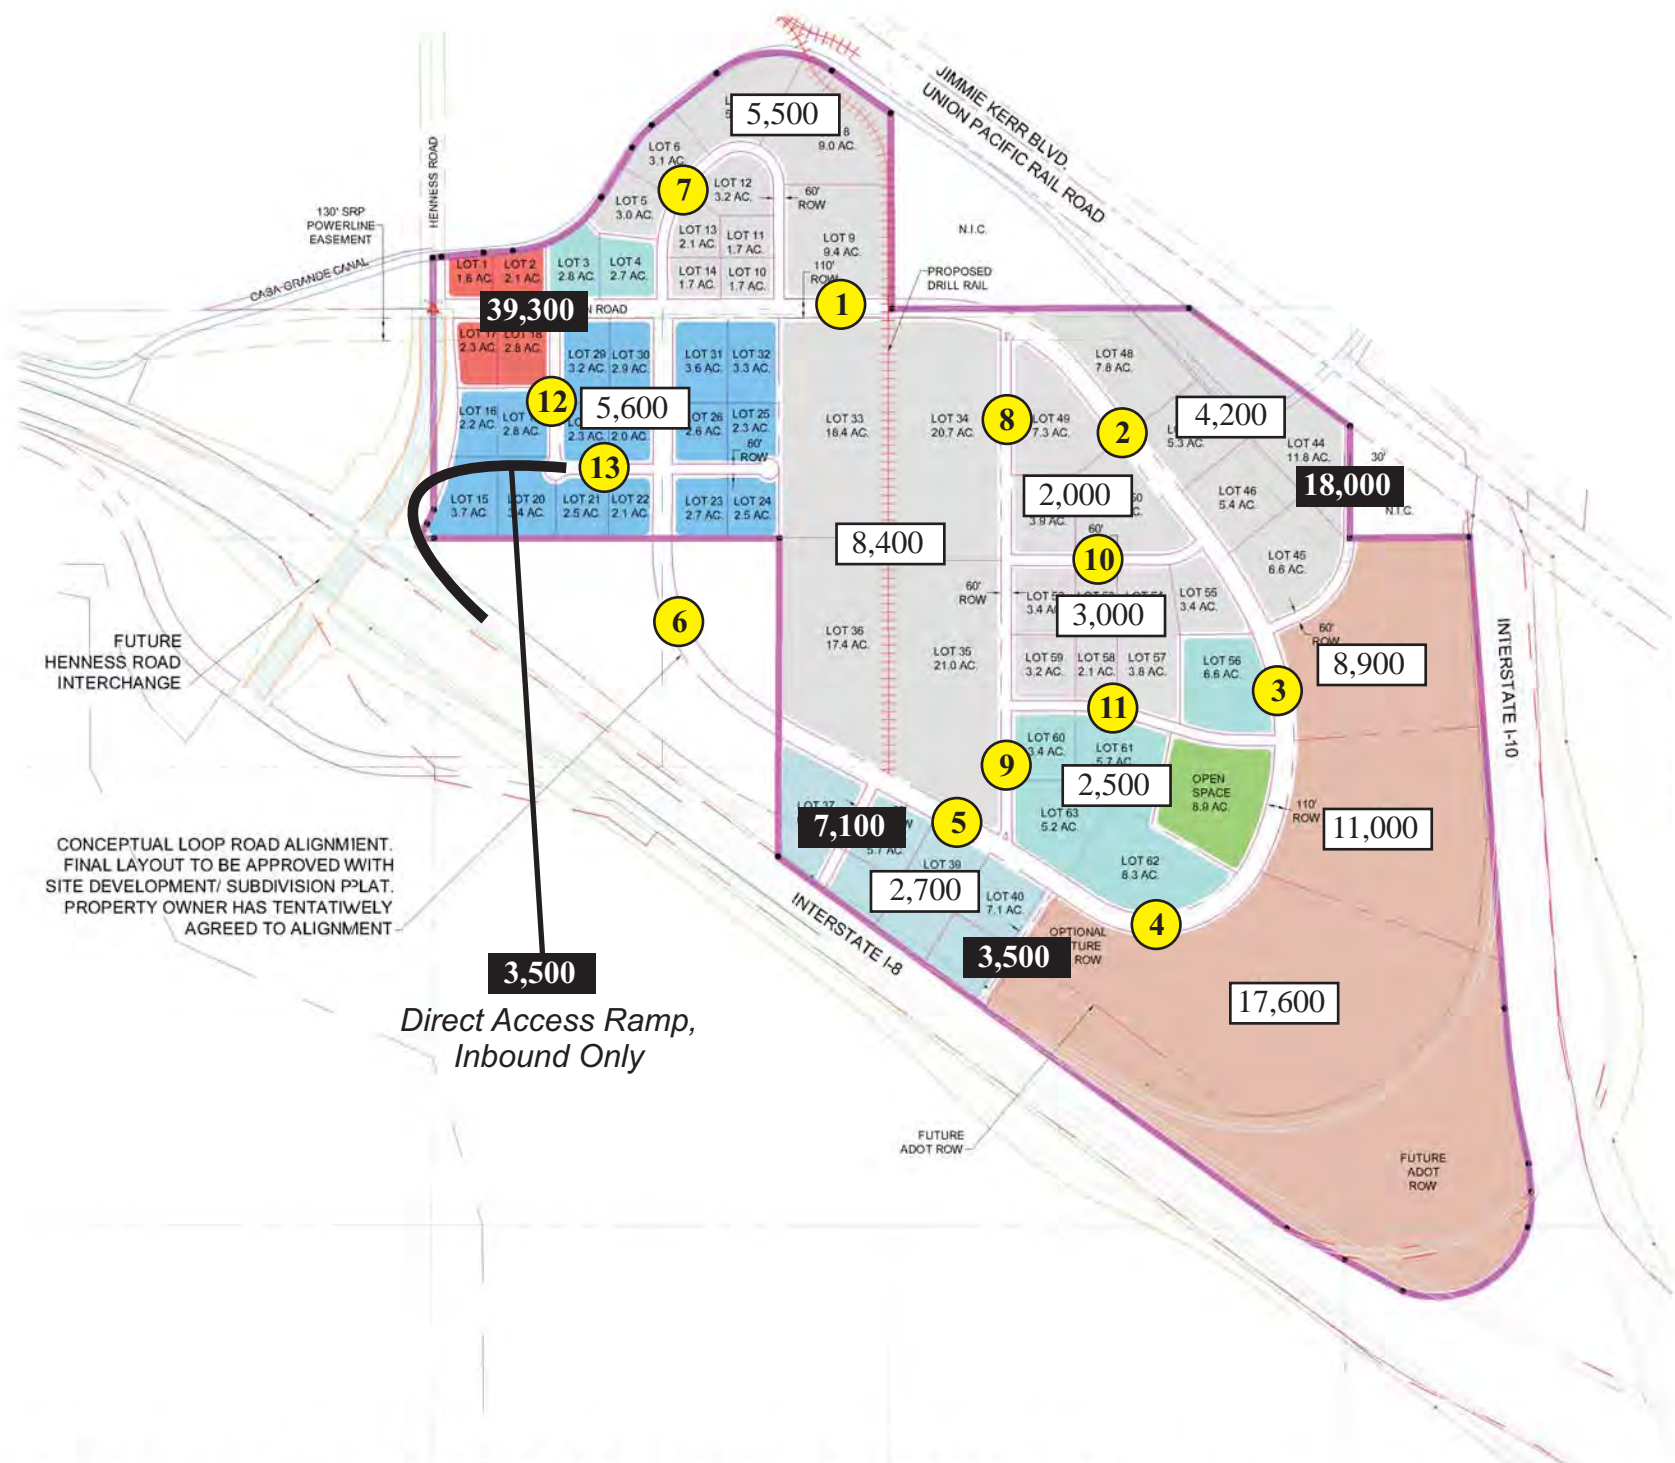 JIMMIE KERR BLVD.
UNION PACIFIC RAIL ROAD
HENNESS ROAD
130' SRP
POWERLINE
EASEMENT
CASA GRANDE CANAL
5,500
8
9.0 AC.
LOT 6
3.1 AC.
7
LOT 12
3.2 AC.
60'
ROW
LOT 5
3.0 AC.
LOT 13
2.1 AC.
LOT 11
1.7 AC.
LOT 9
9.4 AC.
110'
ROW
N.I.C.
LOT 1
1.6 AC.
LOT 2
2.1 AC.
LOT 3
2.8 AC.
LOT 4
2.7 AC.
LOT 14
1.7 AC.
LOT 10
1.7 AC.
PROPOSED
DRILL RAIL
39,300
N ROAD
1
LOT 17
2.3 AC.
LOT 18
2.8 AC.
LOT 29
3.2 AC.
LOT 30
2.9 AC.
LOT 31
3.6 AC.
LOT 32
3.3 AC.
LOT 48
7.8 AC.
12
5,600
LOT 16
2.2 AC.
LOT
2.8 AC.
2.3 AC.
2.0 AC.
26
2.6 AC.
LOT 25
2.3 AC.
60'
ROW
LOT 33
18.4 AC.
LOT 34
20.7 AC.
8
LOT 49
7.3 AC.
2
4,200
5.3 AC.
LOT 44
11.8 AC.
30'
18,000
N.I.C.
13
LOT 15
3.7 AC.
LOT 20
3.4 AC.
LOT 21
2.5 AC.
LOT 22
2.1 AC.
LOT 23
2.7 AC.
LOT 24
2.5 AC.
2,000
50
3.9 AC.
60'
LOT 46
5.4 AC.
8,400
10
LOT 45
6.6 AC.
60'
ROW
3.4 AC.
3,000
LOT 55
3.4 AC.
6
LOT 36
17.4 AC.
LOT 35
21.0 AC.
LOT 59
3.2 AC.
LOT 58
2.1 AC.
LOT 57
3.6 AC.
LOT 56
6.6 AC.
3
60'
ROW
8,900
INTERSTATE I-10
FUTURE
HENNESS ROAD
INTERCHANGE
11
LOT 60
3.4 AC.
LOT 61
5.7 AC.
9
2,500
OPEN
SPACE
8.9 AC.
110'
ROW
11,000
LOT 37
7,100
5.7 AC.
5
LOT 63
5.2 AC.
LOT 39
2,700
LOT 40
7.1 AC.
LOT 62
8.3 AC.
4
CONCEPTUAL LOOP ROAD ALIGNMENT.
FINAL LAYOUT TO BE APPROVED WITH
SITE DEVELOPMENT/ SUBDIVISION PLAT.
PROPERTY OWNER HAS TENTATIVELY
AGREED TO ALIGNMENT
INTERSTATE I-8
OPTIONAL
TURE
ROW
3,500
3,500
Direct Access Ramp,
Inbound Only
17,600
FUTURE
ADOT ROW
FUTURE
ADOT
ROW